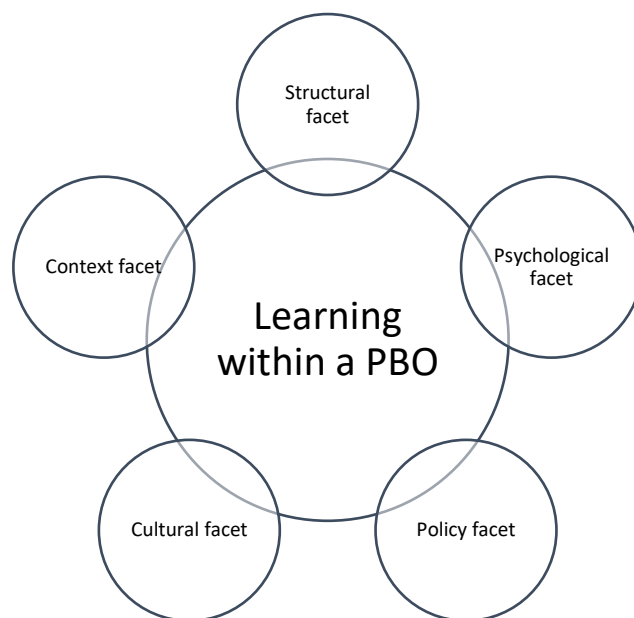 Structural
facet
Context facet
Psychological
facet
Learning
within a PBO
Cultural facet
Policy facet